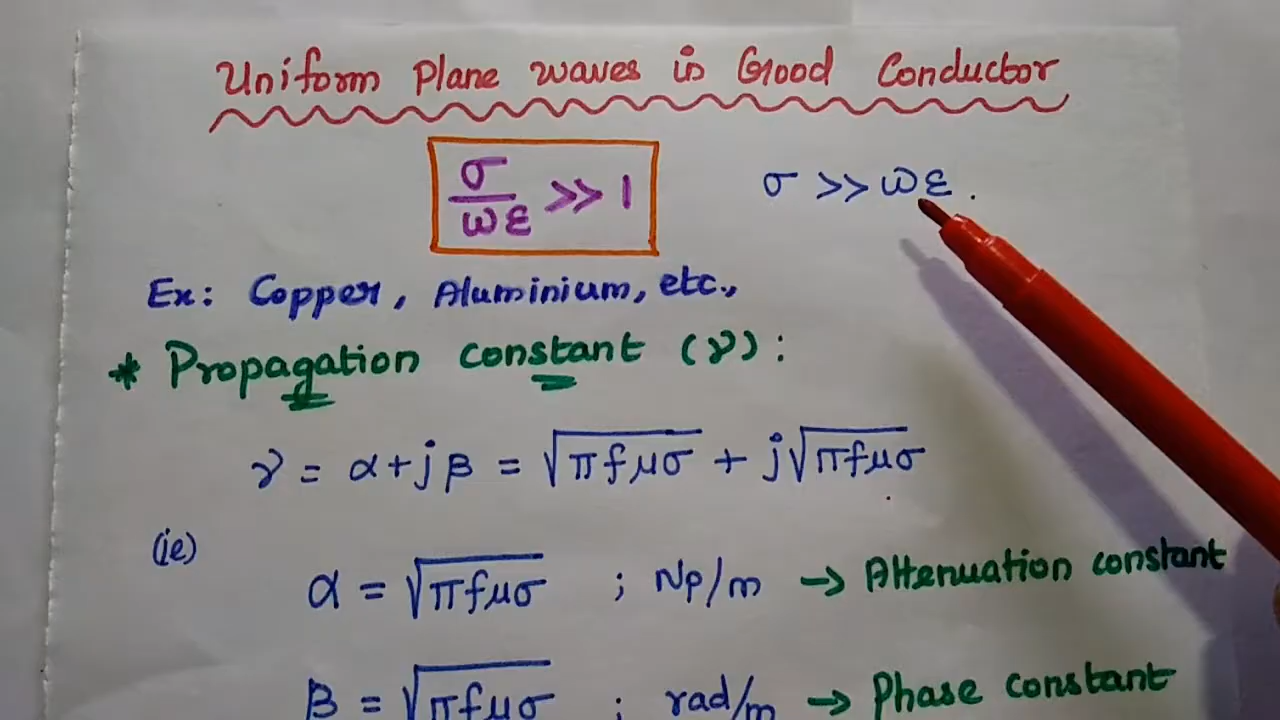 Uniform Plane waves in Good Conductor
σ/ωε >> 1    σ >> ωε.
Ex: Copper, Aluminium, etc.,
* Propagation constant (γ):
γ = α+jβ = √πfμσ + j√πfμσ
(ie)
α = √πfμσ ; Np/m → Attenuation constant
β = √πfμσ ; rad/m → Phase constant